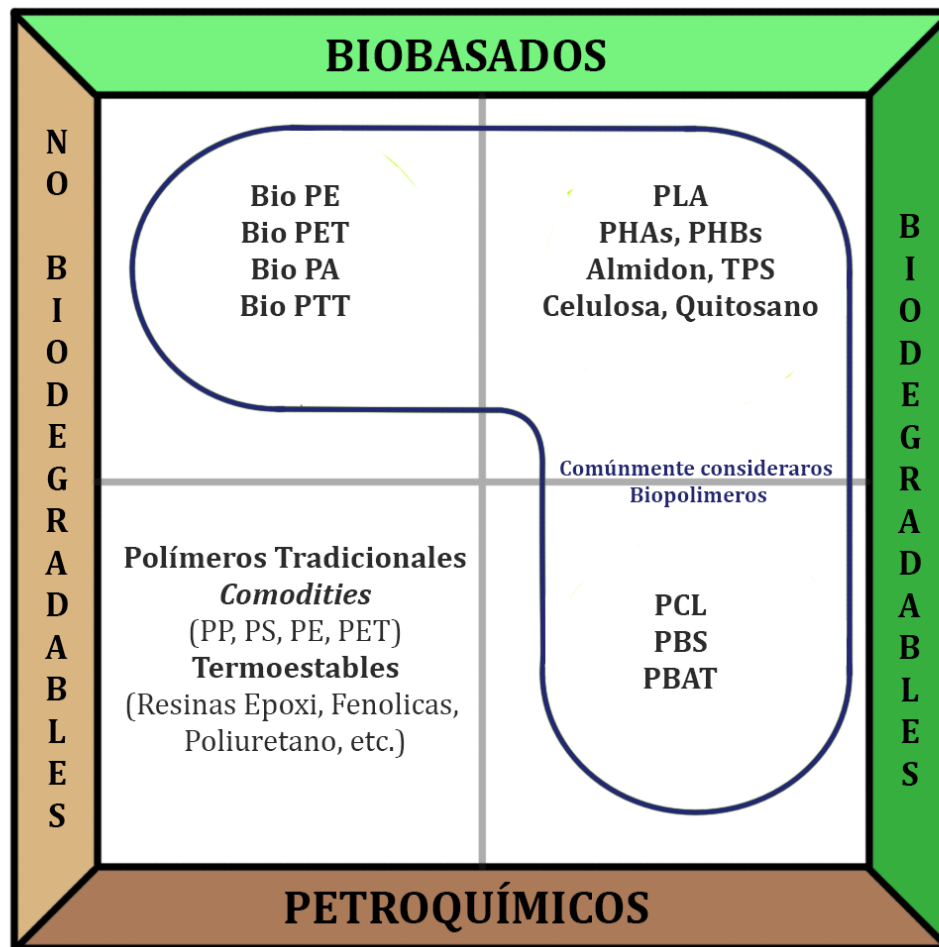 BIOBASADOS
NO BIODEGRADABLES
Bio PE
Bio PET
Bio PA
Bio PTT
PLA
PHAs, PHBs
Almidon, TPS
Celulosa, Quitosano
BIODEGRADABLES
Comúnmente consideraros
Biopolimeros
Polímeros Tradicionales
Comodities
(PP, PS, PE, PET)
Termoestables
(Resinas Epoxi, Fenolicas,
Poliuretano, etc.)
PCL
PBS
PBAT
PETROQUÍMICOS